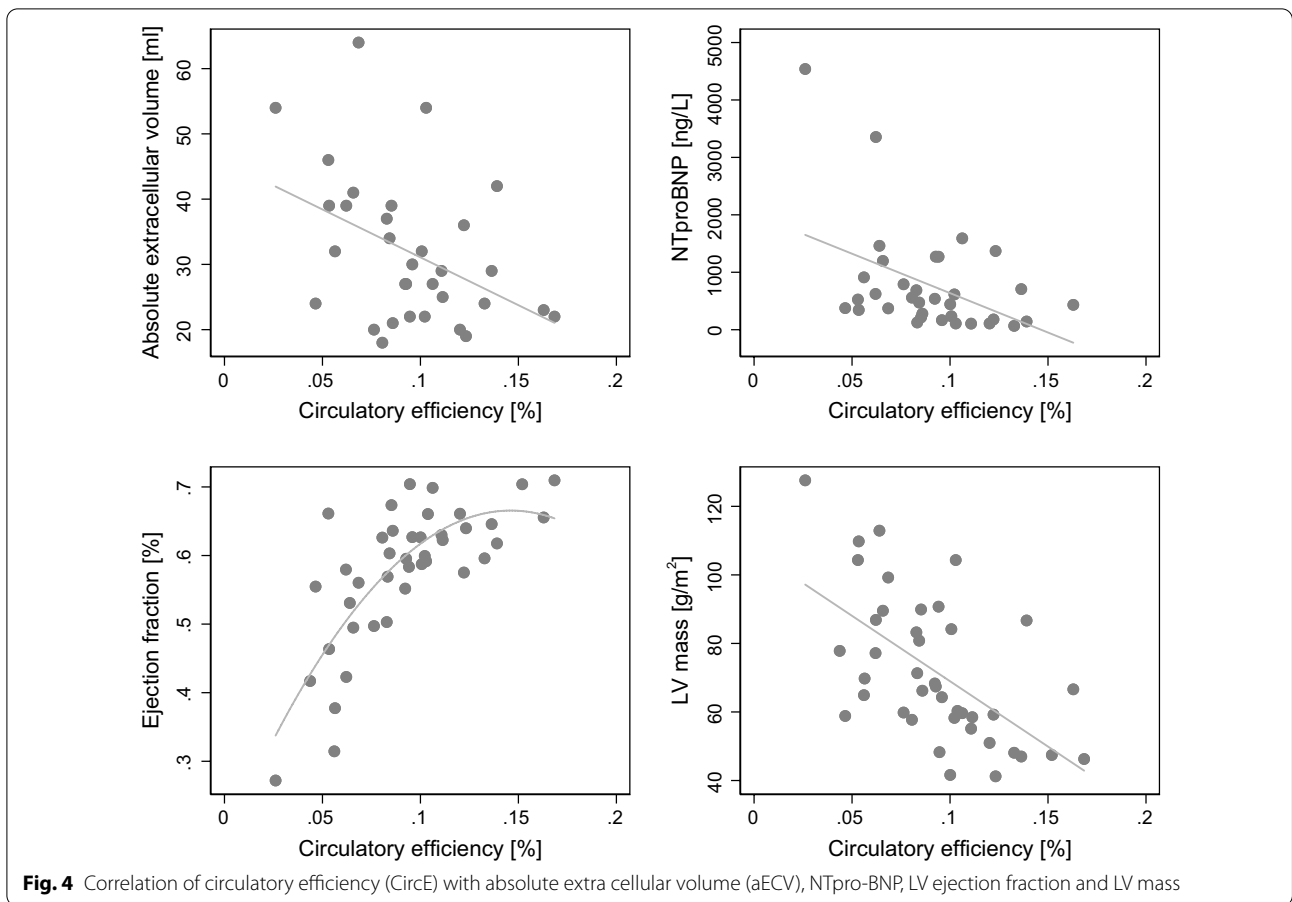 Absolute extracellular volume [ml]
60
50
40
30
20
0 .05 .1 .15 .2
Circulatory efficiency [%]
NTproBNP [ng/L]
5000
4000
3000
2000
1000
0
0 .05 .1 .15 .2
Circulatory efficiency [%]
Ejection fraction [%]
.7
.6
.5
.4
.3
0 .05 .1 .15 .2
Circulatory efficiency [%]
LV mass [g/m²]
120
100
80
60
40
0 .05 .1 .15 .2
Circulatory efficiency [%]
Fig. 4 Correlation of circulatory efficiency (CircE) with absolute extra cellular volume (aECV), NTpro-BNP, LV ejection fraction and LV mass